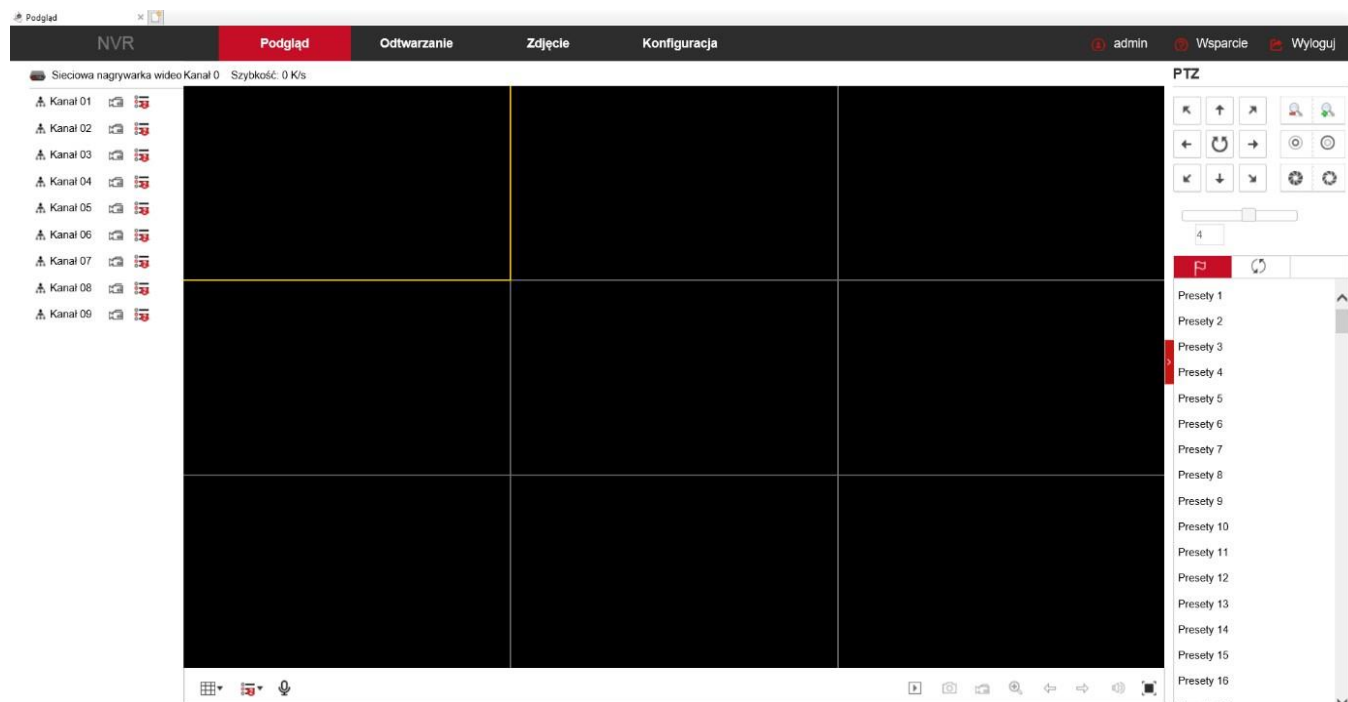 Podgląd
NVR Podgląd Odtwarzanie Zdjęcie Konfiguracja admin Wsparcie Wyloguj
Sieciowa nagrywarka wideo Kanał 0 Szybkość: 0 K/s PTZ
Kanał 01
Kanał 02
Kanał 03
Kanał 04
Kanał 05
Kanał 06
Kanał 07
Kanał 08
Kanał 09
4
Presety 1
Presety 2
Presety 3
Presety 4
Presety 5
Presety 6
Presety 7
Presety 8
Presety 9
Presety 10
Presety 11
Presety 12
Presety 13
Presety 14
Presety 15
Presety 16